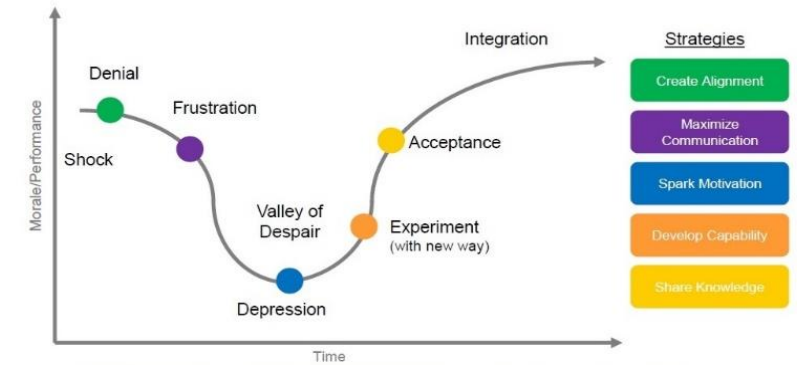 Integration
Strategies
Denial
Create Alignment
Frustration
Maximize
Communication
Shock
Acceptance
Spark Motivation
Valley of
Despair
Experiment
(with new way)
Develop Capability
Depression
Share Knowledge
Morale/Performance
Time